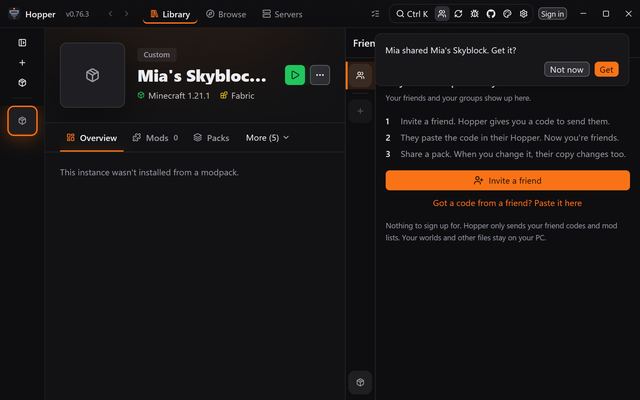 Hopper v0.76.3 Library Browse Servers Ctrl K Sign in
Custom
Mia's Skybloc...
Minecraft 1.21.1 Fabric
Overview Mods 0 Packs More (5)
This instance wasn't installed from a modpack.
Frien
Mia shared Mia's Skyblock. Get it?
Not now Get
Your friends and your groups show up here.
1 Invite a friend. Hopper gives you a code to send them.
2 They paste the code in their Hopper. Now you're friends.
3 Share a pack. When you change it, their copy changes too.
Invite a friend
Got a code from a friend? Paste it here
Nothing to sign up for. Hopper only sends your friend codes and mod
lists. Your worlds and other files stay on your PC.